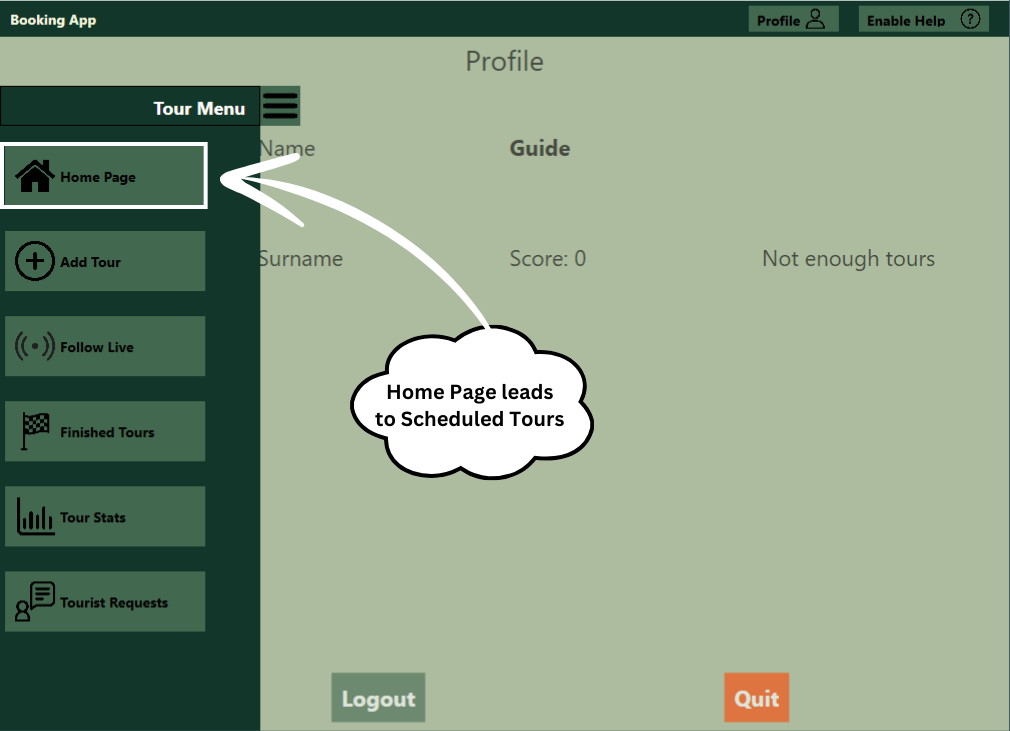 Booking App
Profile
Enable Help
?
Profile
Tour Menu
Home Page
Add Tour
Follow Live
Finished Tours
Tour Stats
Tourist Requests
Name
Guide
Surname
Score: 0
Not enough tours
Home Page leads
to Scheduled Tours
Logout
Quit